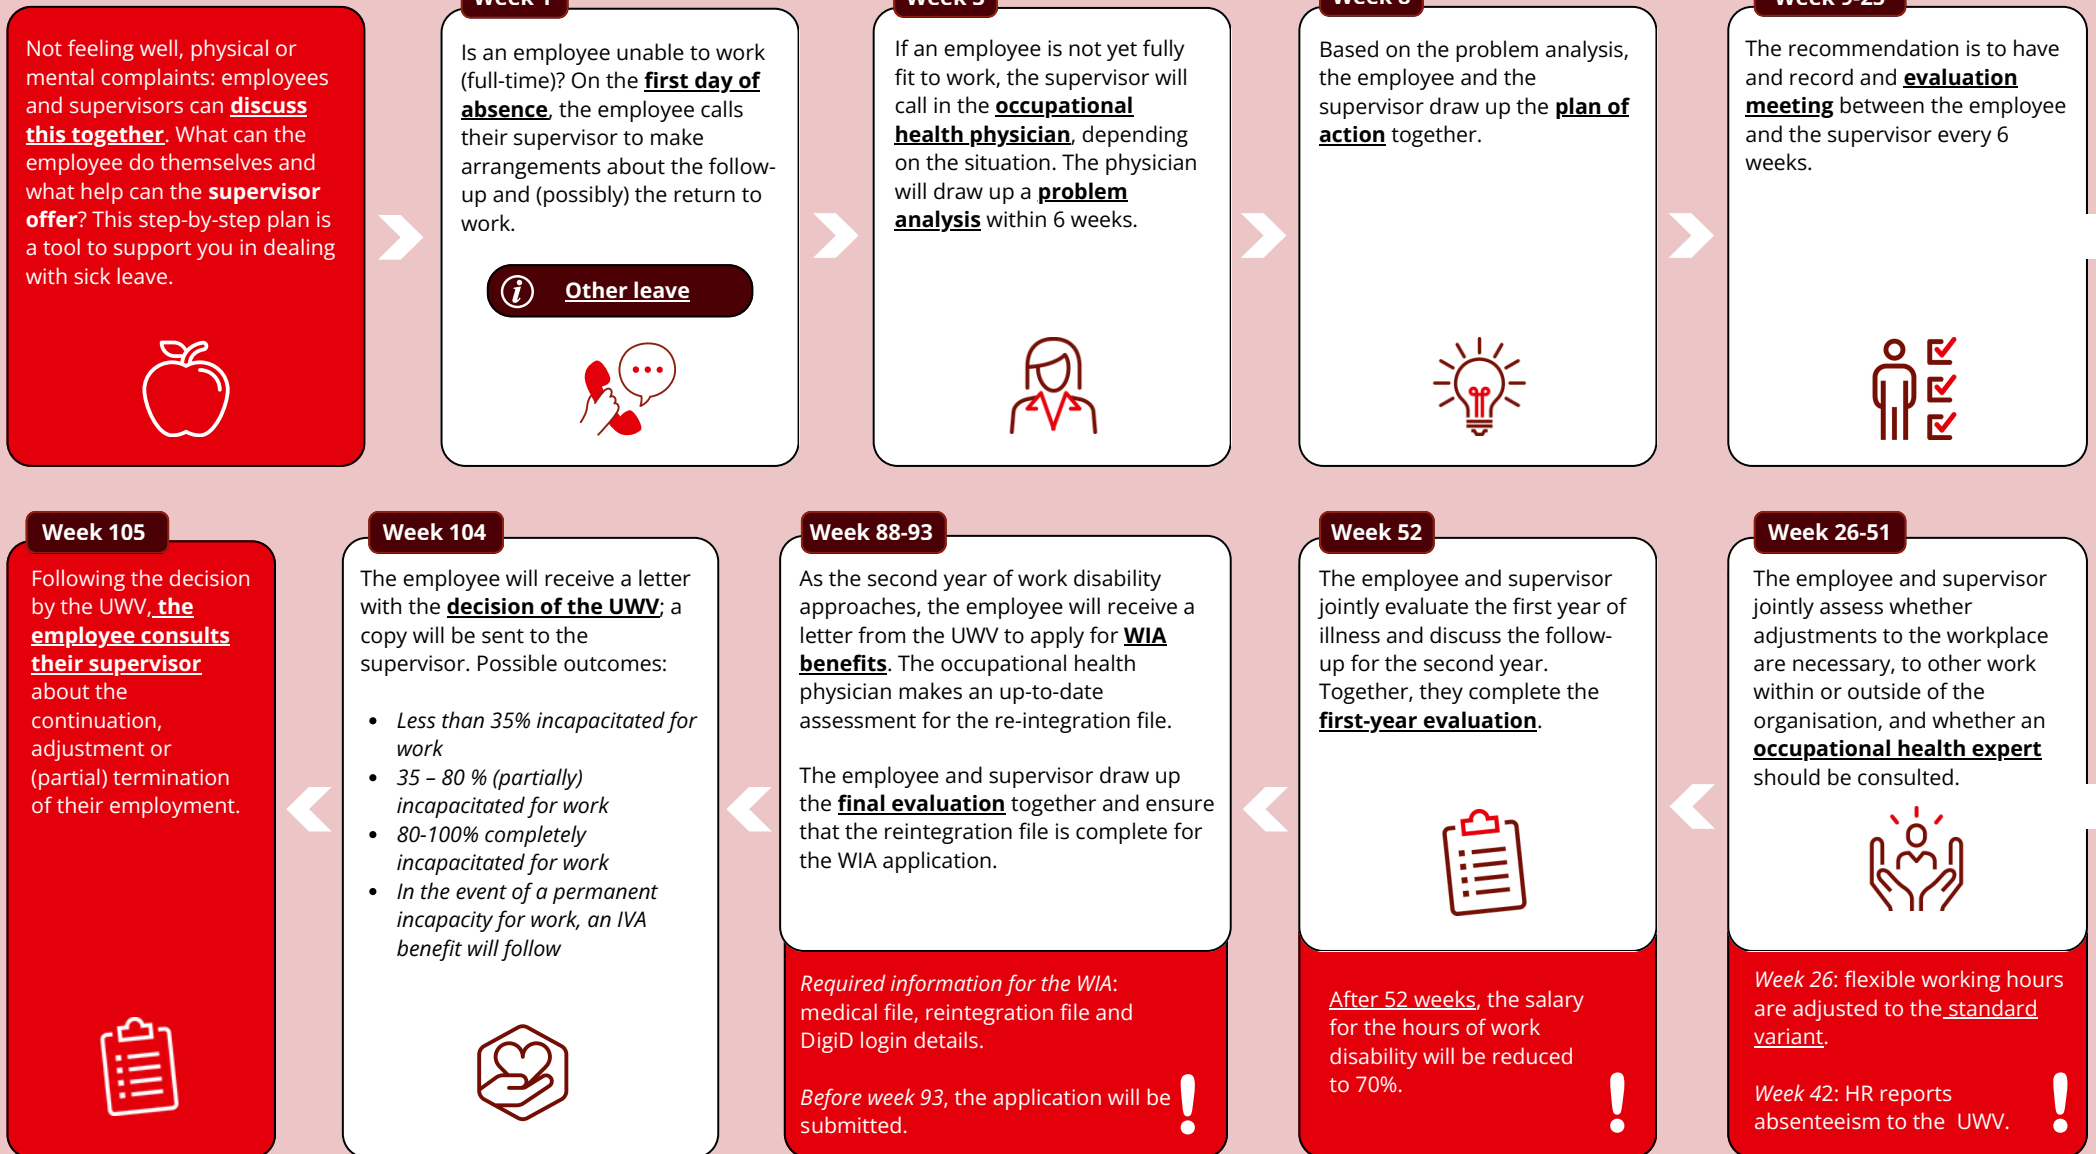 Not feeling well, physical or
mental complaints: employees
and supervisors can discuss
this together. What can the
employee do themselves and
what help can the supervisor
offer? This step-by-step plan is
a tool to support you in dealing
with sick leave.
Week 1
Is an employee unable to work
(full-time)? On the first day of
absence, the employee calls
their supervisor to make
arrangements about the follow-
up and (possibly) the return to
work.
i Other leave
If an employee is not yet fully
fit to work, the supervisor will
call in the occupational
health physician, depending
on the situation. The physician
will draw up a problem
analysis within 6 weeks.
Based on the problem analysis,
the employee and the
supervisor draw up the plan of
action together.
Week 9-25
The recommendation is to have
and record and evaluation
meeting between the employee
and the supervisor every 6
weeks.
Week 105
Following the decision
by the UWV, the
employee consults
their supervisor
about the
continuation,
adjustment or
(partial) termination
of their employment.
Week 104
The employee will receive a letter
with the decision of the UWV; a
copy will be sent to the
supervisor. Possible outcomes:
• Less than 35% incapacitated for
work
• 35 – 80 % (partially)
incapacitated for work
• 80-100% completely
incapacitated for work
• In the event of a permanent
incapacity for work, an IVA
benefit will follow
Week 88-93
As the second year of work disability
approaches, the employee will receive a
letter from the UWV to apply for WIA
benefits. The occupational health
physician makes an up-to-date
assessment for the re-integration file.
The employee and supervisor draw up
the final evaluation together and ensure
that the reintegration file is complete for
the WIA application.
Required information for the WIA:
medical file, reintegration file and
DigiD login details.
Before week 93, the application will be
submitted.
!
Week 52
The employee and supervisor
jointly evaluate the first year of
illness and discuss the follow-
up for the second year.
Together, they complete the
first-year evaluation.
After 52 weeks, the salary
for the hours of work
disability will be reduced
to 70%.
!
Week 26-51
The employee and supervisor
jointly assess whether
adjustments to the workplace
are necessary, to other work
within or outside of the
organisation, and whether an
occupational health expert
should be consulted.
Week 26: flexible working hours
are adjusted to the standard
variant.
Week 42: HR reports
absenteeism to the UWV.
!